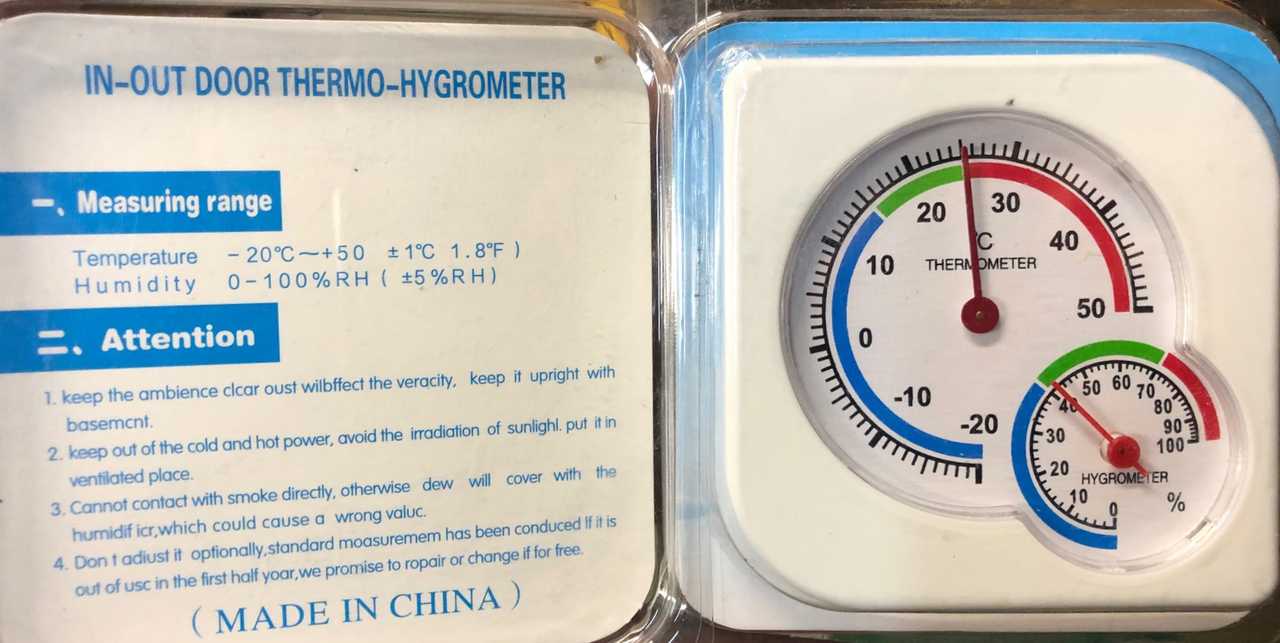 IN-OUT DOOR THERMO-HYGROMETER
一、Measuring range
Temperature -20℃~+50 ±1℃ 1.8℉ )
Humidity 0-100%RH ( ±5%RH)
二、Attention
1. keep the ambience clcar oust wilbffect the veracity, keep it upright with
basemcnt.
2. keep out of the cold and hot power, avoid the irradiation of sunlighl. put it in
ventilated place.
3. Cannot contact with smoke directly, otherwise dew will cover with the
humidif icr,which could cause a wrong valuc.
4. Don t adiust it optionally,standard moasuremem has been conduced lf it is
out of usc in the first half yoar,we promise to ropair or change if for free.
( MADE IN CHINA )
20 30
℃
10 40
THERMOMETER
50
0
-10
-20
40 50 60 70
80
30 90
100
20 HYGROMETER
10 0 %